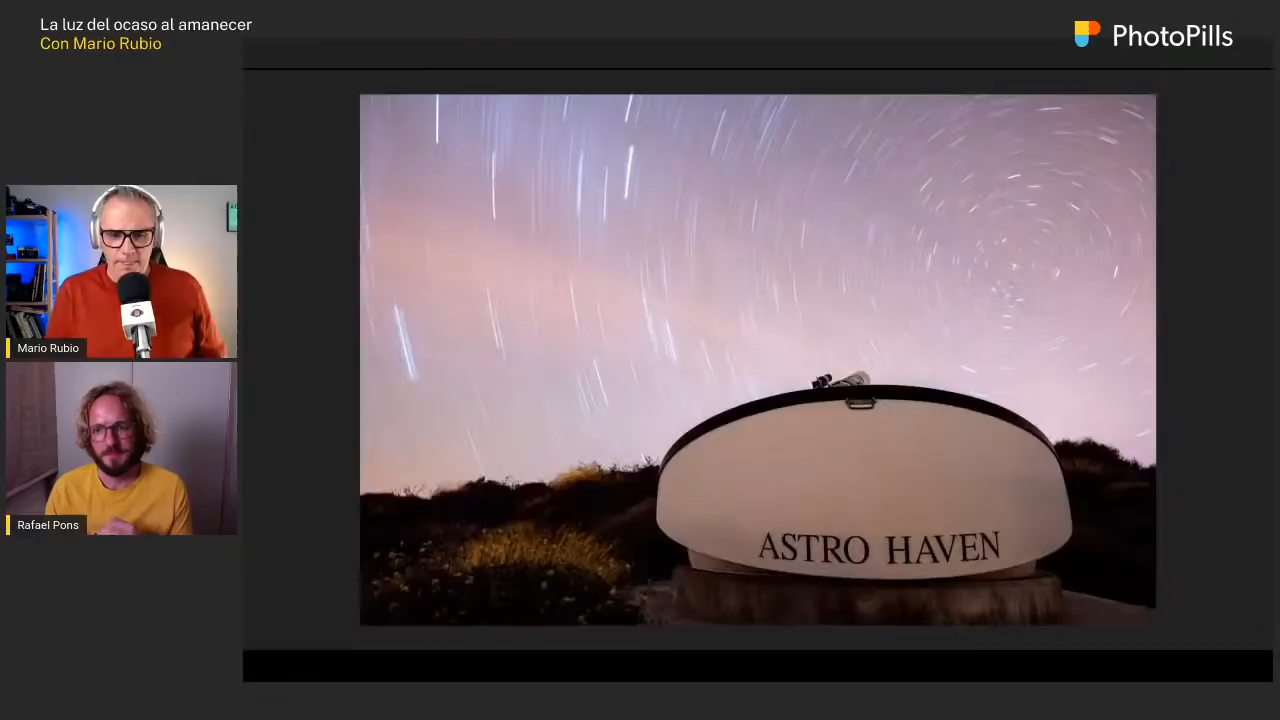 La luz del ocaso al amanecer
Con Mario Rubio
PhotoPills
Mario Rubio
Rafael Pons
ASTRO HAVEN